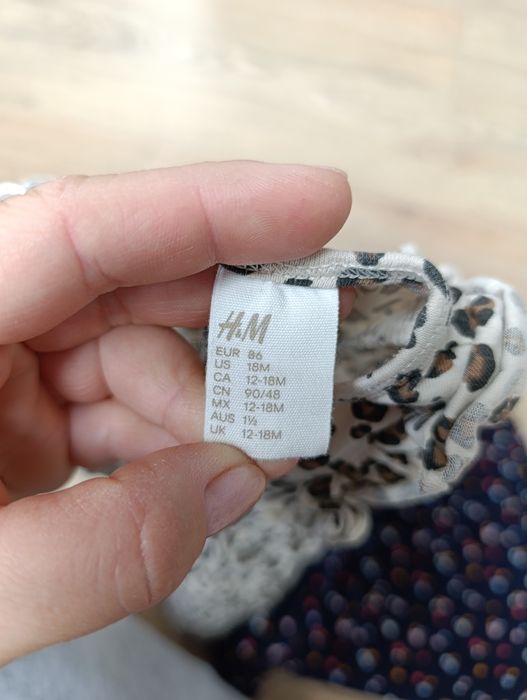 H&M
EUR 86
US 18M
CA 12-18M
CN 90/48
MX 12-18M
AUS 1½
UK 12-18M